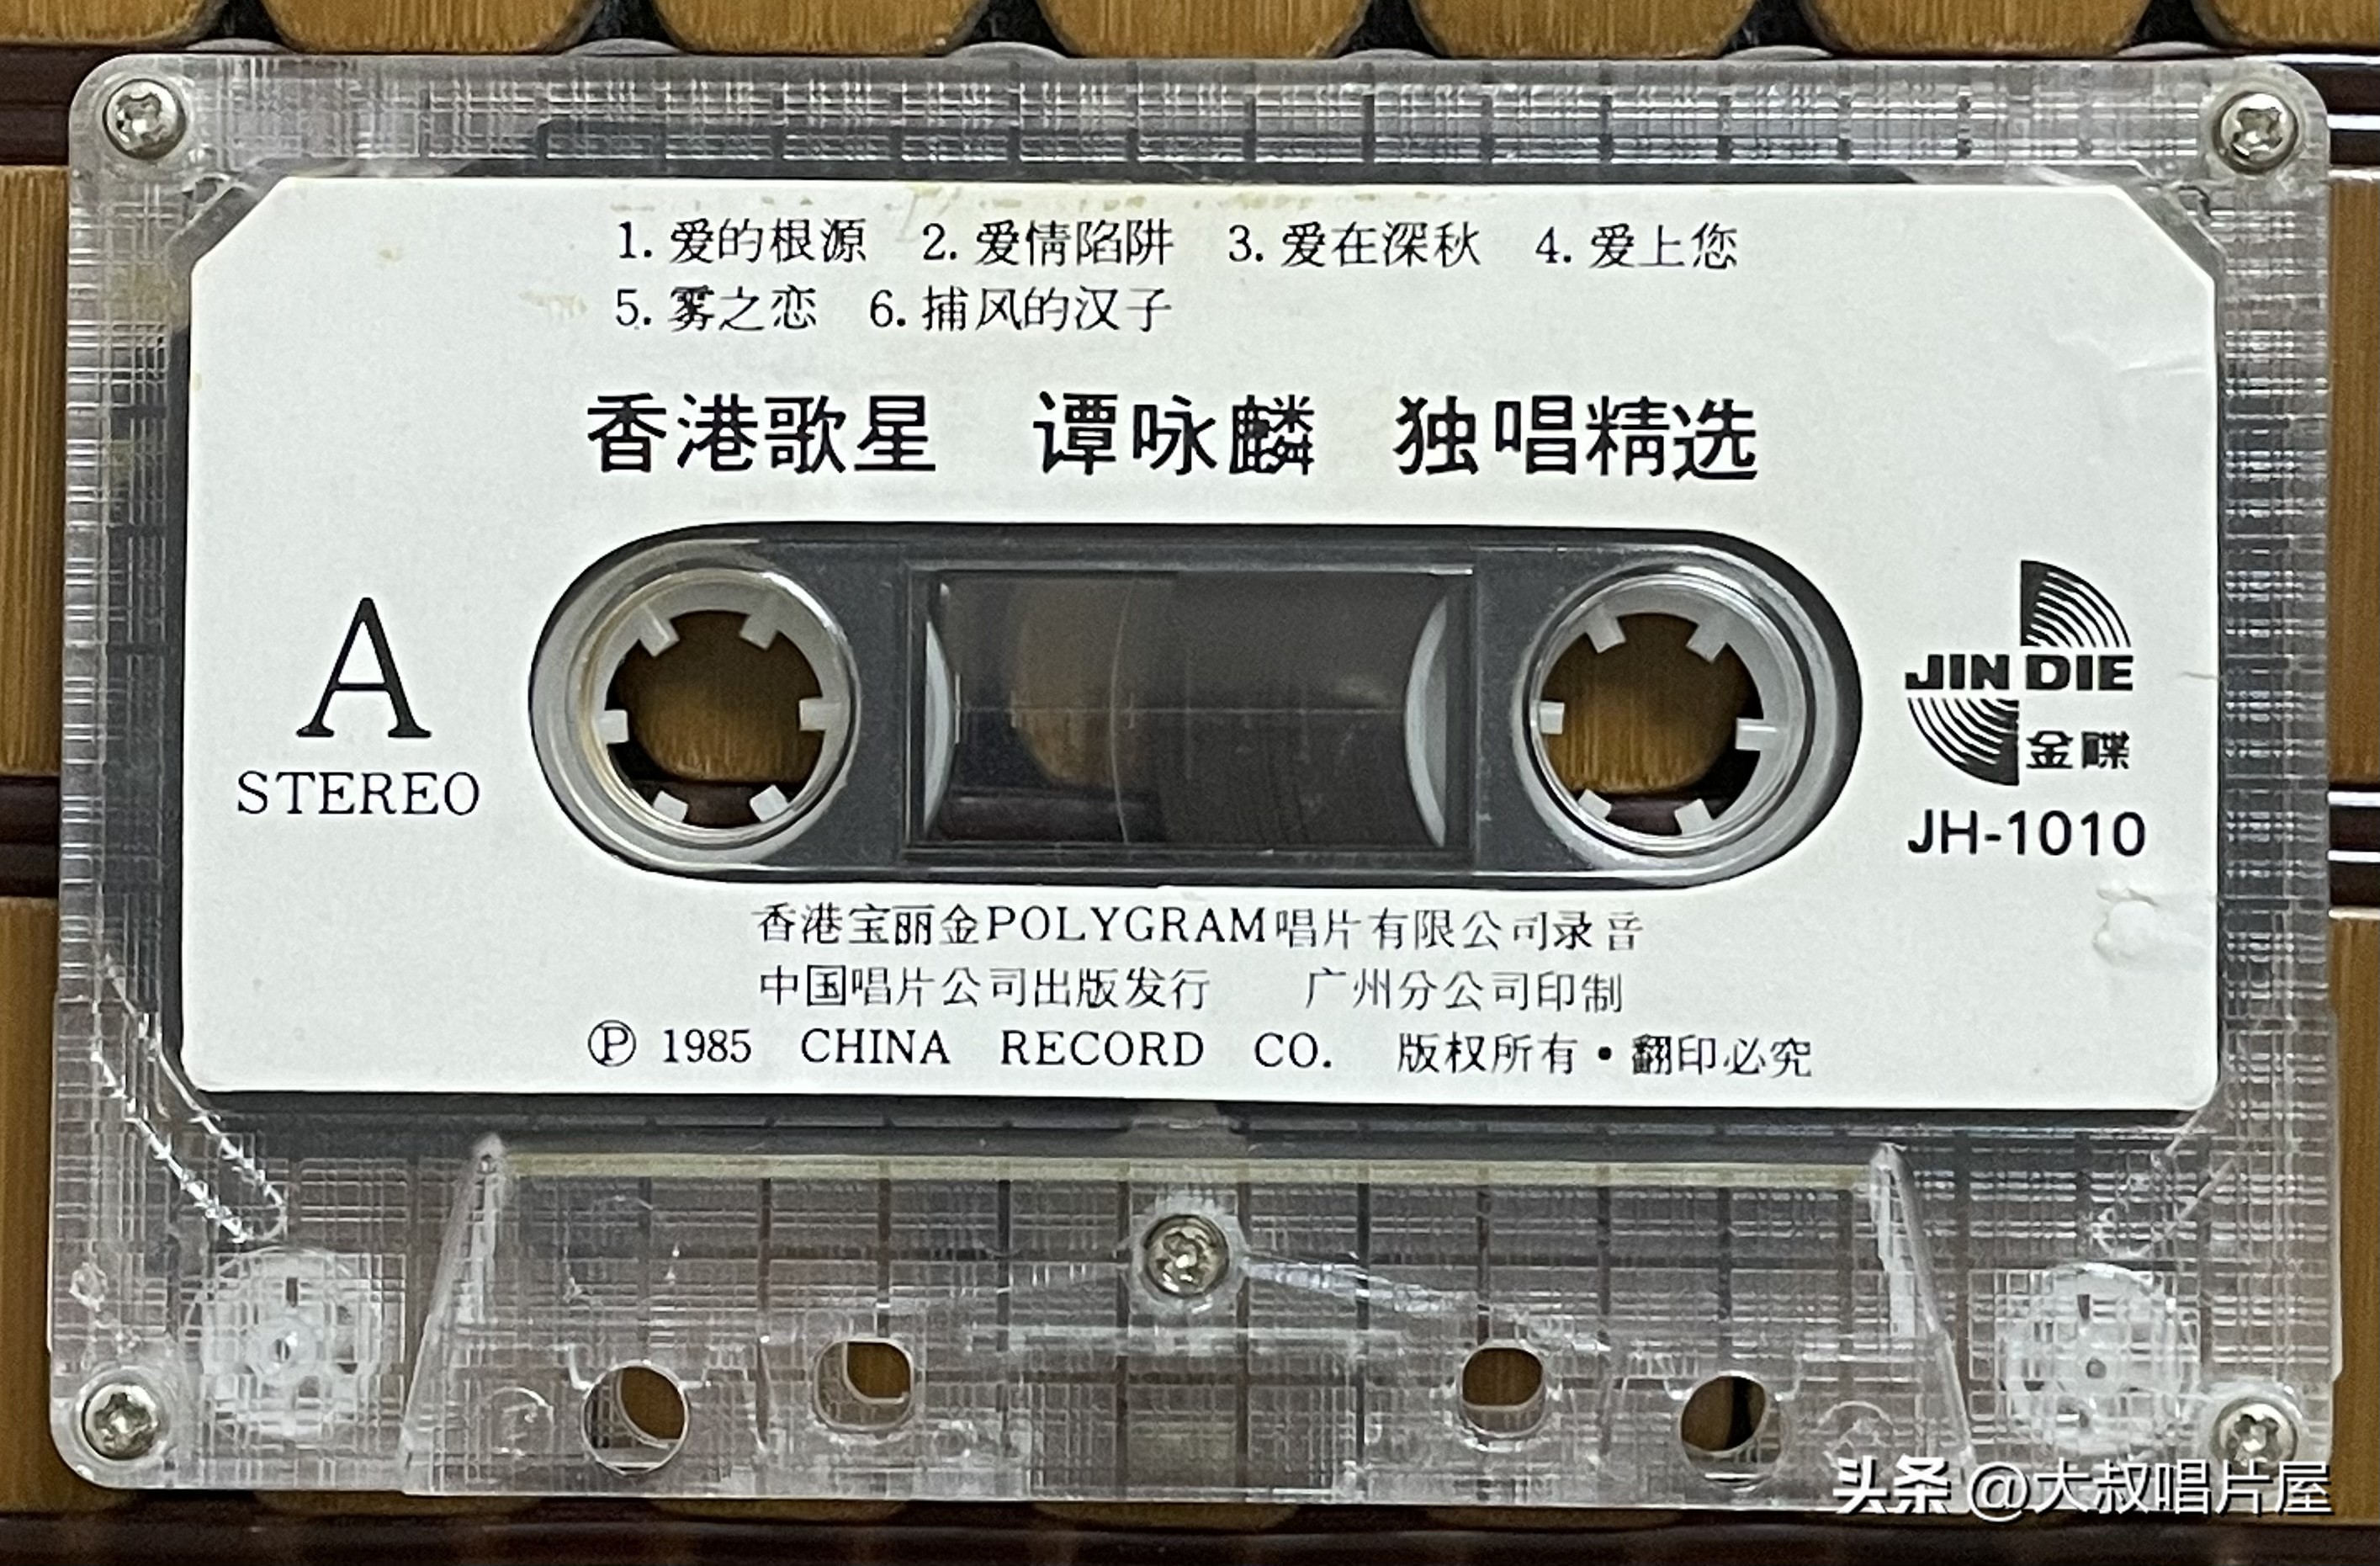 1. 爱的根源 2. 爱情陷阱 3. 爱在深秋 4. 爱上您
5. 雾之恋 6. 捕风的汉子
香港歌星 谭咏麟 独唱精选
A
STEREO
JIN DIE
金碟
JH-1010
香港宝丽金POLYGRAM唱片有限公司录音
中国唱片公司出版发行 广州分公司印制
Ⓟ 1985 CHINA RECORD CO. 版权所有·翻印必究
头条 @大叔唱片屋